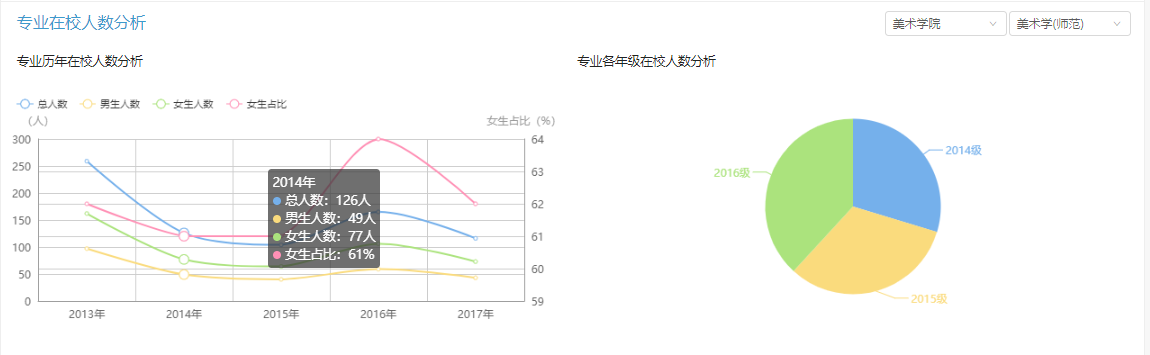 专业在校人数分析
美术学院 美术学(师范)
专业历年在校人数分析
专业各年级在校人数分析
总人数 男生人数 女生人数 女生占比
(人)
女生占比(%)
300
250
200
150
100
50
0
64
63
62
61
60
59
2013年 2014年 2015年 2016年 2017年
2014年
总人数: 126人
男生人数: 49人
女生人数: 77人
女生占比: 61%
2014级
2016级
2015级